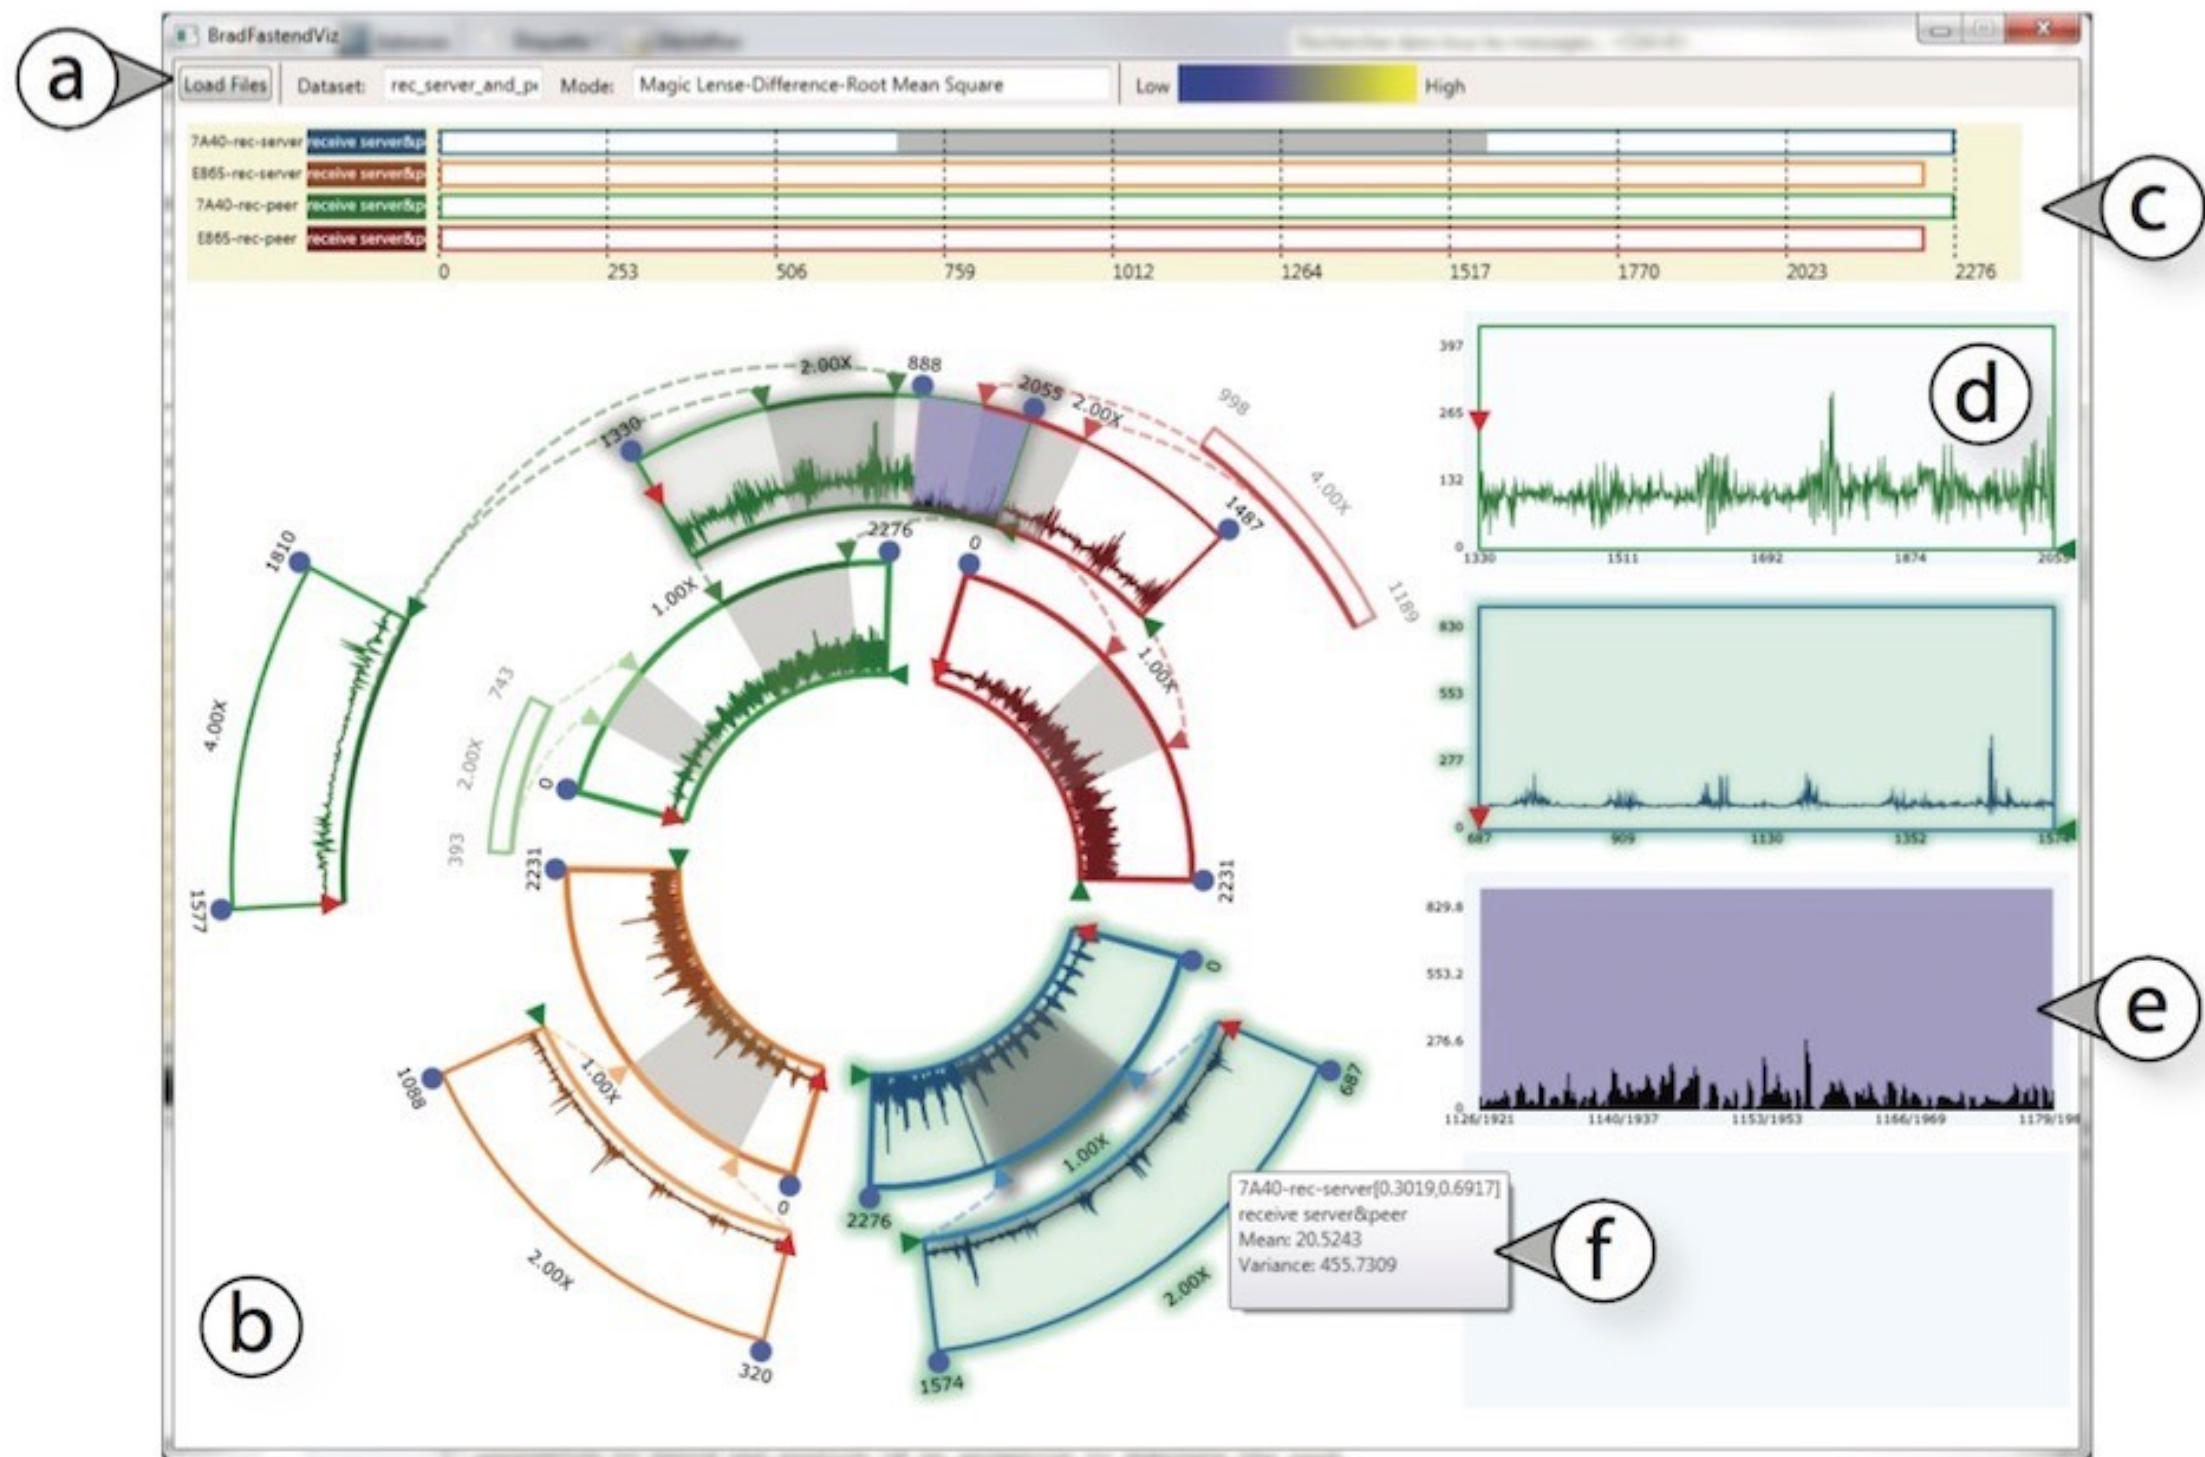 BradFastendViz
a
Load Files Dataset: rec_server_and_p Mode: Magic Lense-Difference-Root Mean Square Low High
7A40-rec-server receive server&p
E865-rec-server receive server&p
7A40-rec-peer receive server&p
E865-rec-peer receive server&p
0 253 506 759 1012 1264 1517 1770 2023 2276
c
2.00X
888
2055
2.00X
998
4.00X
1189
1330
1487
1810
4.00X
1577
2276
0
1.00X
743
2.00X
393
0
1.00X
2231
2231
0
1088
1.00X
2.00X
0
320
2276
1.00X
687
2.00X
1574
b
397
265
132
0
1330 1511 1692 1874 205
d
830
553
277
0
687 909 1130 1352 1574
829.8
553.2
276.6
0
1126/1921 1140/1937 1153/1953 1166/1969 1179/198
e
7A40-rec-server[0.3019,0.6917]
receive server&peer
Mean: 20.5243
Variance: 455.7309
f